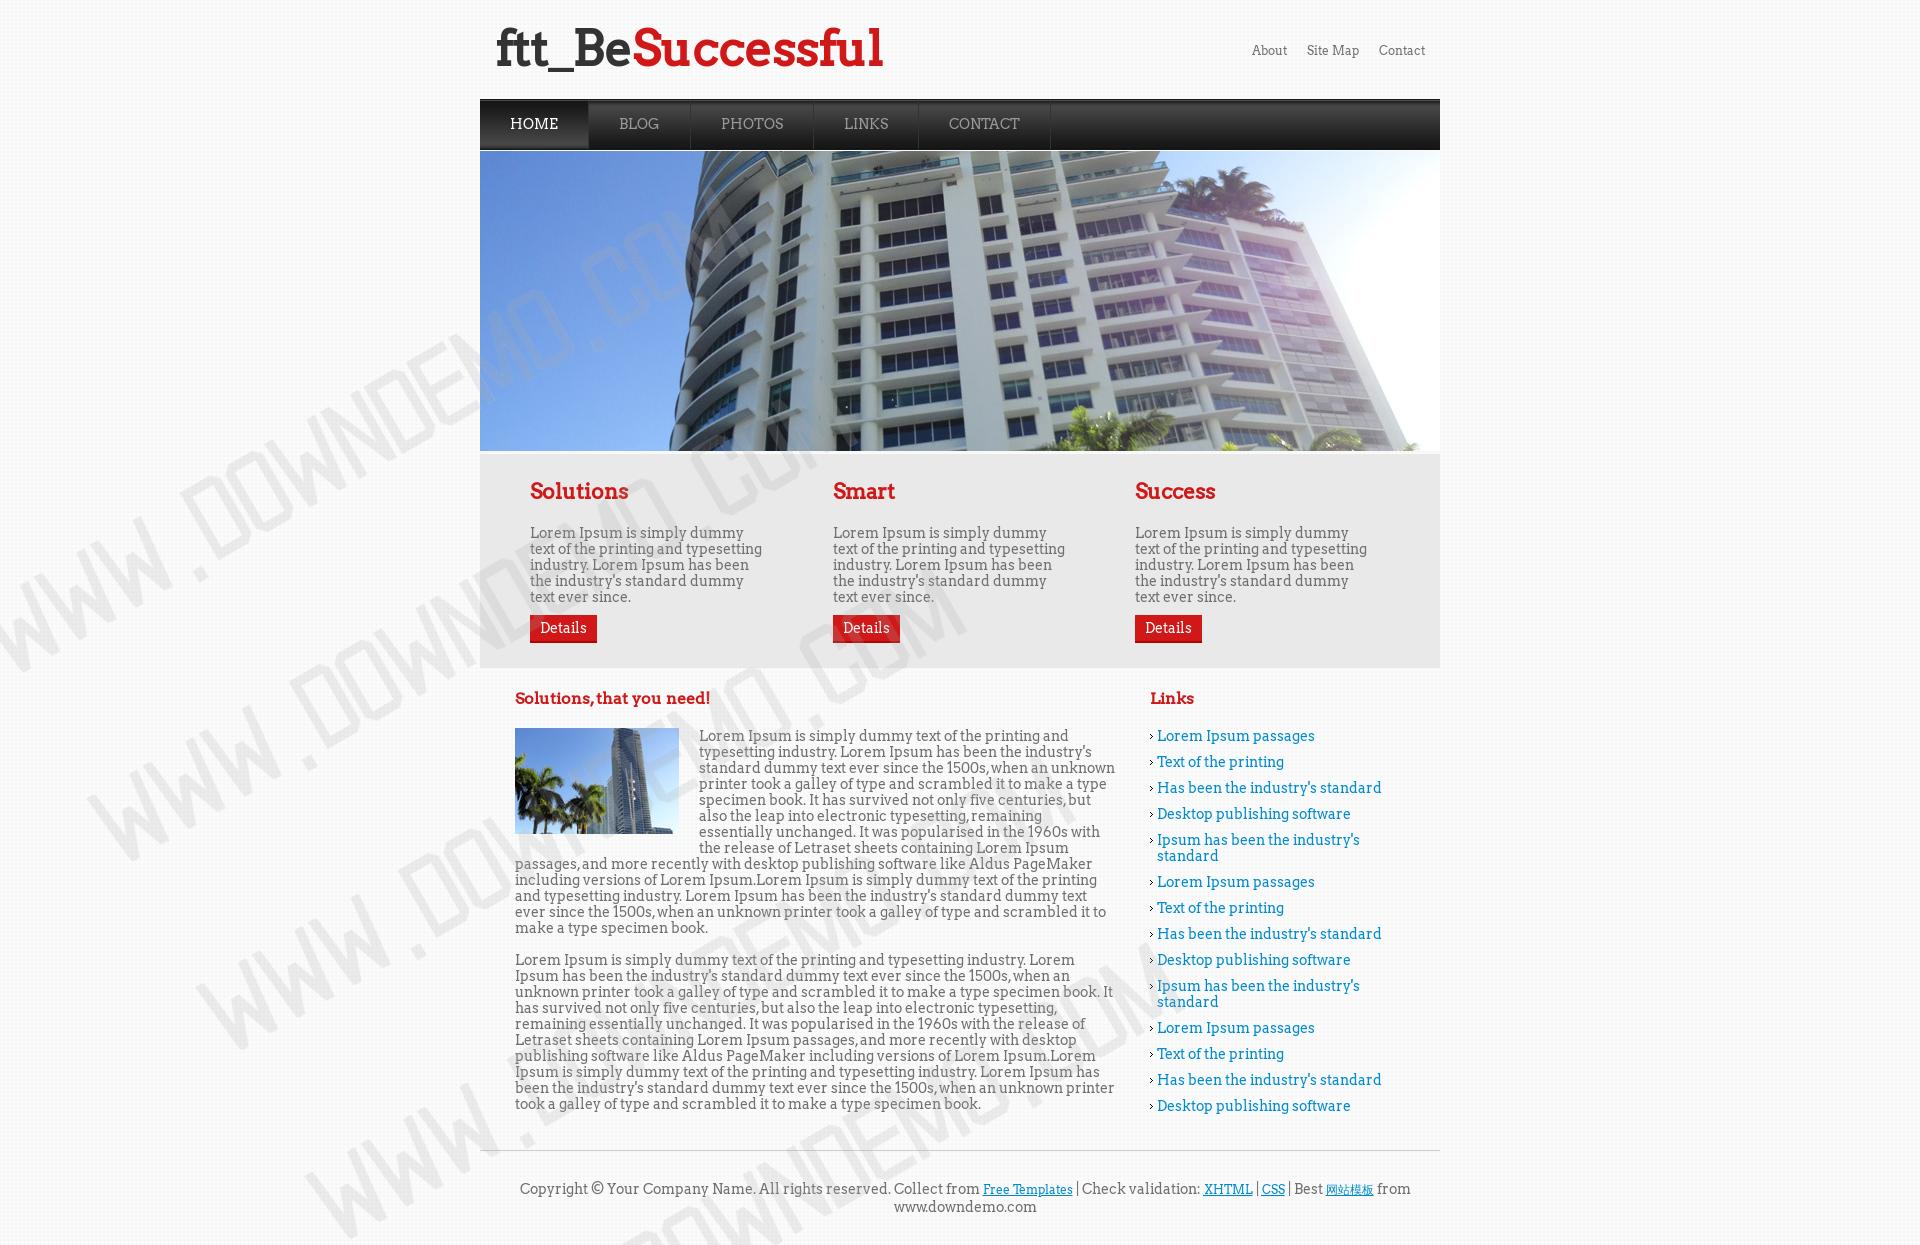 ftt_BeSuccessful
About Site Map Contact
HOME BLOG PHOTOS LINKS CONTACT
Solutions
Lorem Ipsum is simply dummy
text of the printing and typesetting
industry. Lorem Ipsum has been
the industry's standard dummy
text ever since.
Details
Smart
Lorem Ipsum is simply dummy
text of the printing and typesetting
industry. Lorem Ipsum has been
the industry's standard dummy
text ever since.
Details
Success
Lorem Ipsum is simply dummy
text of the printing and typesetting
industry. Lorem Ipsum has been
the industry's standard dummy
text ever since.
Details
Solutions, that you need!
Lorem Ipsum is simply dummy text of the printing and
typesetting industry. Lorem Ipsum has been the industry's
standard dummy text ever since the 1500s, when an unknown
printer took a galley of type and scrambled it to make a type
specimen book. It has survived not only five centuries, but
also the leap into electronic typesetting, remaining
essentially unchanged. It was popularised in the 1960s with
the release of Letraset sheets containing Lorem Ipsum
passages, and more recently with desktop publishing software like Aldus PageMaker
including versions of Lorem Ipsum.Lorem Ipsum is simply dummy text of the printing
and typesetting industry. Lorem Ipsum has been the industry's standard dummy text
ever since the 1500s, when an unknown printer took a galley of type and scrambled it to
make a type specimen book.
Lorem Ipsum is simply dummy text of the printing and typesetting industry. Lorem
Ipsum has been the industry's standard dummy text ever since the 1500s, when an
unknown printer took a galley of type and scrambled it to make a type specimen book. It
has survived not only five centuries, but also the leap into electronic typesetting,
remaining essentially unchanged. It was popularised in the 1960s with the release of
Letraset sheets containing Lorem Ipsum passages, and more recently with desktop
publishing software like Aldus PageMaker including versions of Lorem Ipsum.Lorem
Ipsum is simply dummy text of the printing and typesetting industry. Lorem Ipsum has
been the industry's standard dummy text ever since the 1500s, when an unknown printer
took a galley of type and scrambled it to make a type specimen book.
Links
Lorem Ipsum passages
Text of the printing
Has been the industry's standard
Desktop publishing software
Ipsum has been the industry's
standard
Lorem Ipsum passages
Text of the printing
Has been the industry's standard
Desktop publishing software
Ipsum has been the industry's
standard
Lorem Ipsum passages
Text of the printing
Has been the industry's standard
Desktop publishing software
Copyright © Your Company Name. All rights reserved. Collect from Free Templates | Check validation: XHTML | CSS | Best 网站模板 from
www.downdemo.com
WWW.DOWNDEMO.COM
WWW.DOWNDEMO.COM
WWW.DOWNDEMO.COM
WWW.DOWNDEMO.COM
DOWNDEMO.COM